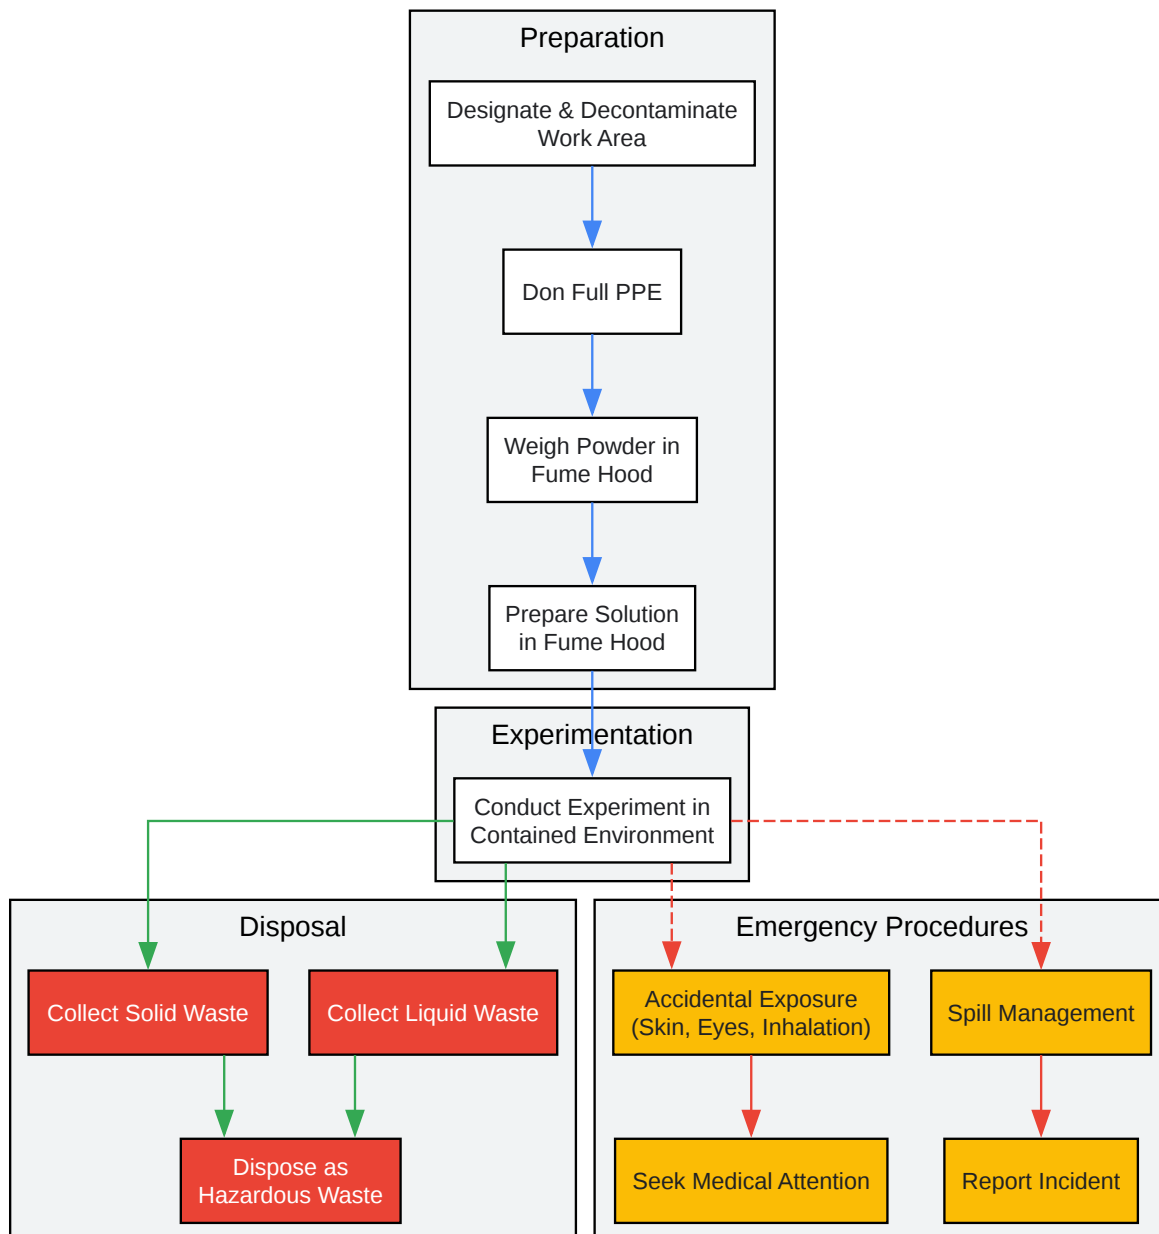 Preparation
Designate & Decontaminate
Work Area
Don Full PPE
Weigh Powder in
Fume Hood
Prepare Solution
in Fume Hood
Experimentation
Conduct Experiment in
Contained Environment
Disposal
Collect Solid Waste
Collect Liquid Waste
Dispose as
Hazardous Waste
Emergency Procedures
Accidental Exposure
(Skin, Eyes, Inhalation)
Spill Management
Seek Medical Attention
Report Incident